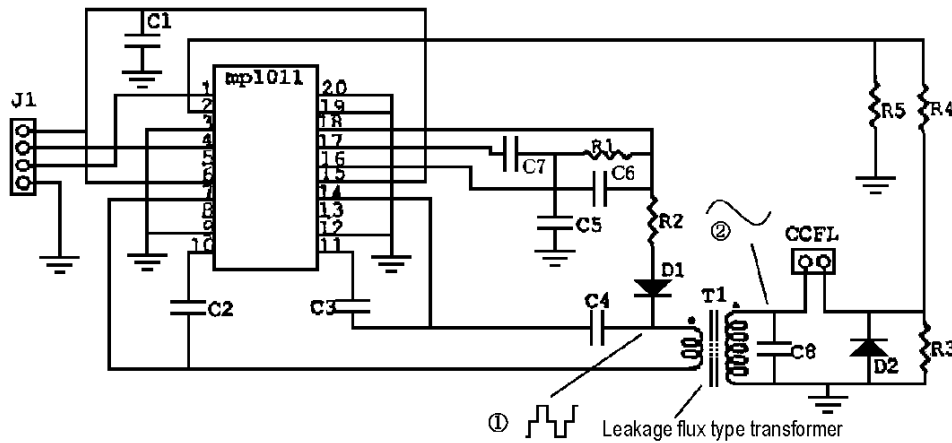 C1
mp1011
J1
1 20
2 19
3 18
4 17
5 16
6 15
7 14
8 13
9 12
10 11
R5 R4
R1
C7 C6
C5 R2
②
CCFL
D1
C2 C3 C4 T1
C8 D2 R3
①
Leakage flux type transformer